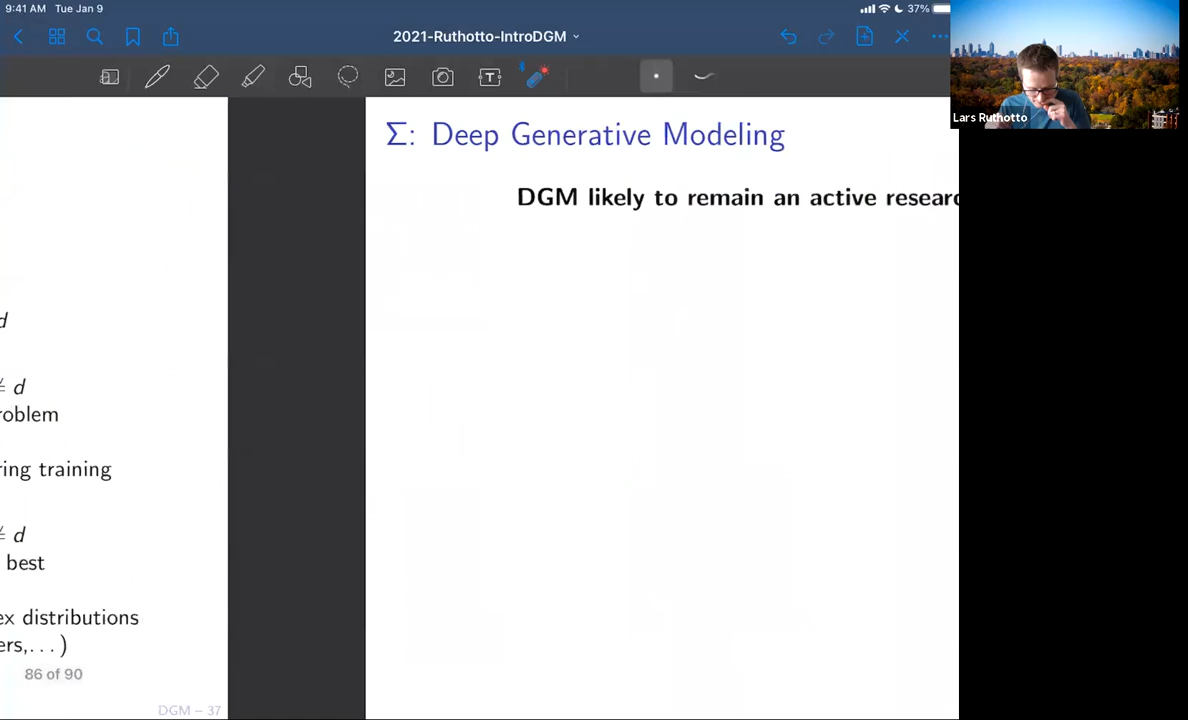 9:41 AM Tue Jan 9
37%
2021-Ruthotto-IntroDGM
Lars Ruthotto
Σ: Deep Generative Modeling
DGM likely to remain an active researc
d
≠ d
roblem
ring training
≠ d
best
ex distributions
ers,...)
86 of 90
DGM – 37